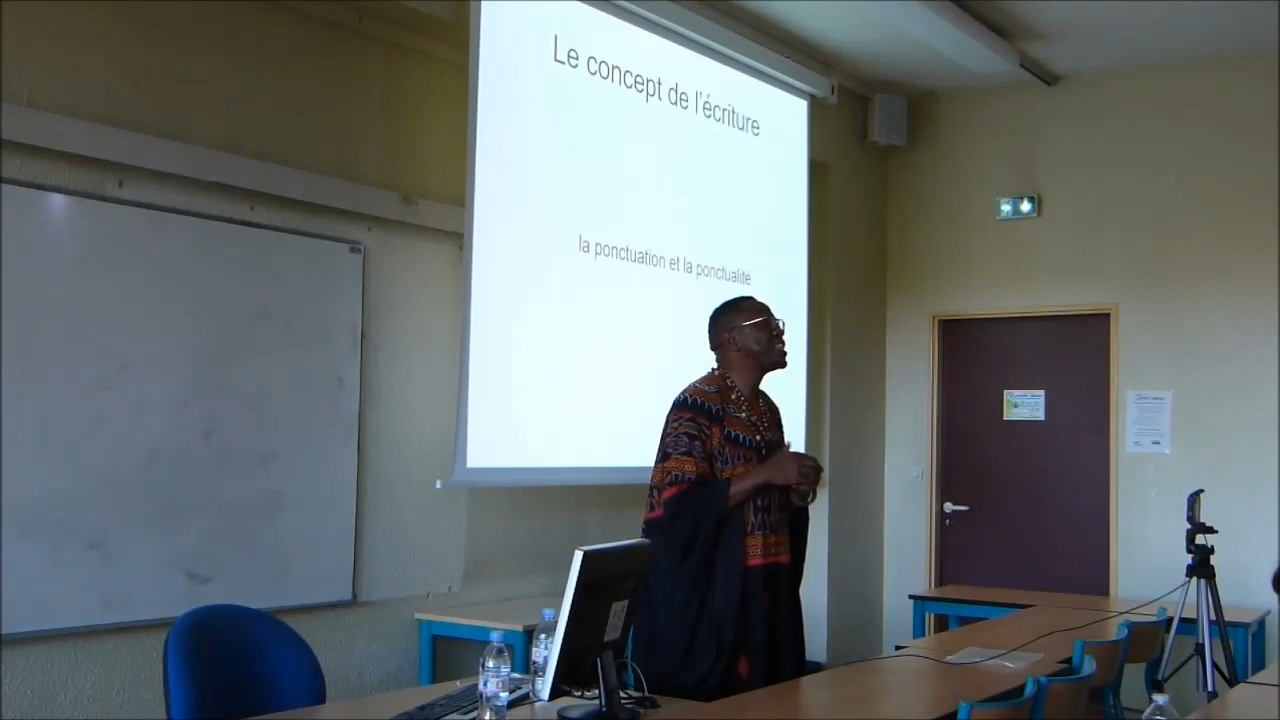 Le concept de l'écriture
la ponctuation et la ponctualité